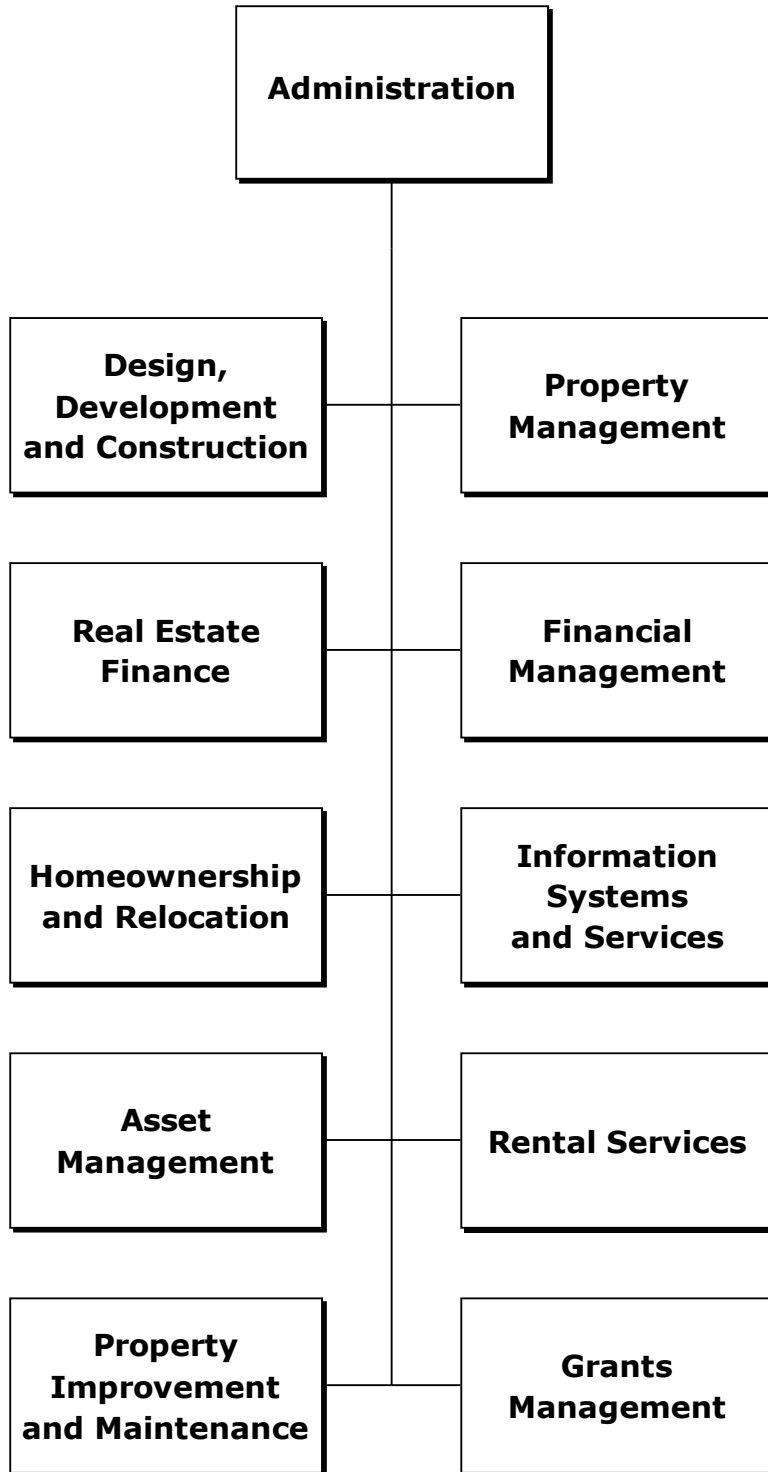 Administration
Design,
Development
and Construction
Property
Management
Real Estate
Finance
Financial
Management
Homeownership
and Relocation
Information
Systems
and Services
Asset
Management
Rental Services
Property
Improvement
and Maintenance
Grants
Management